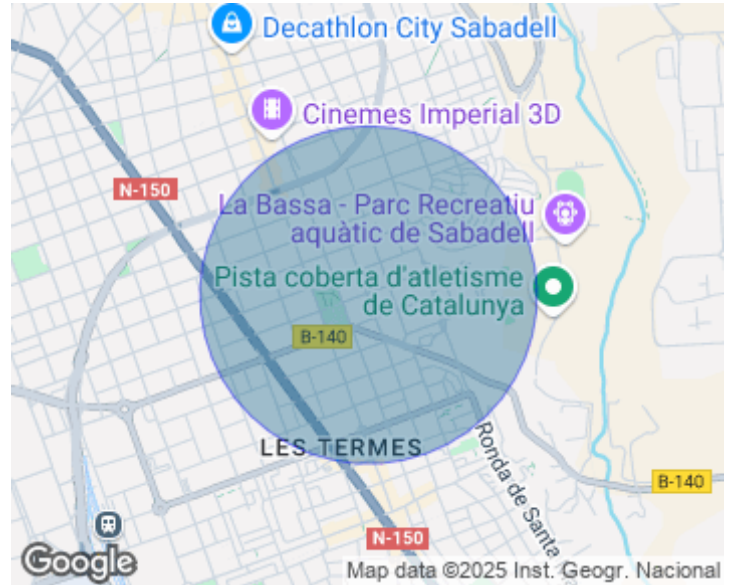 Decathlon City Sabadell
Cinemes Imperial 3D
N-150
La Bassa - Parc Recreatiu
aquàtic de Sabadell
Pista coberta d'atletisme
de Catalunya
B-140
LES TERMES
Ronda de Santa
B-140
N-150
Google
Map data ©2025 Inst. Geogr. Nacional